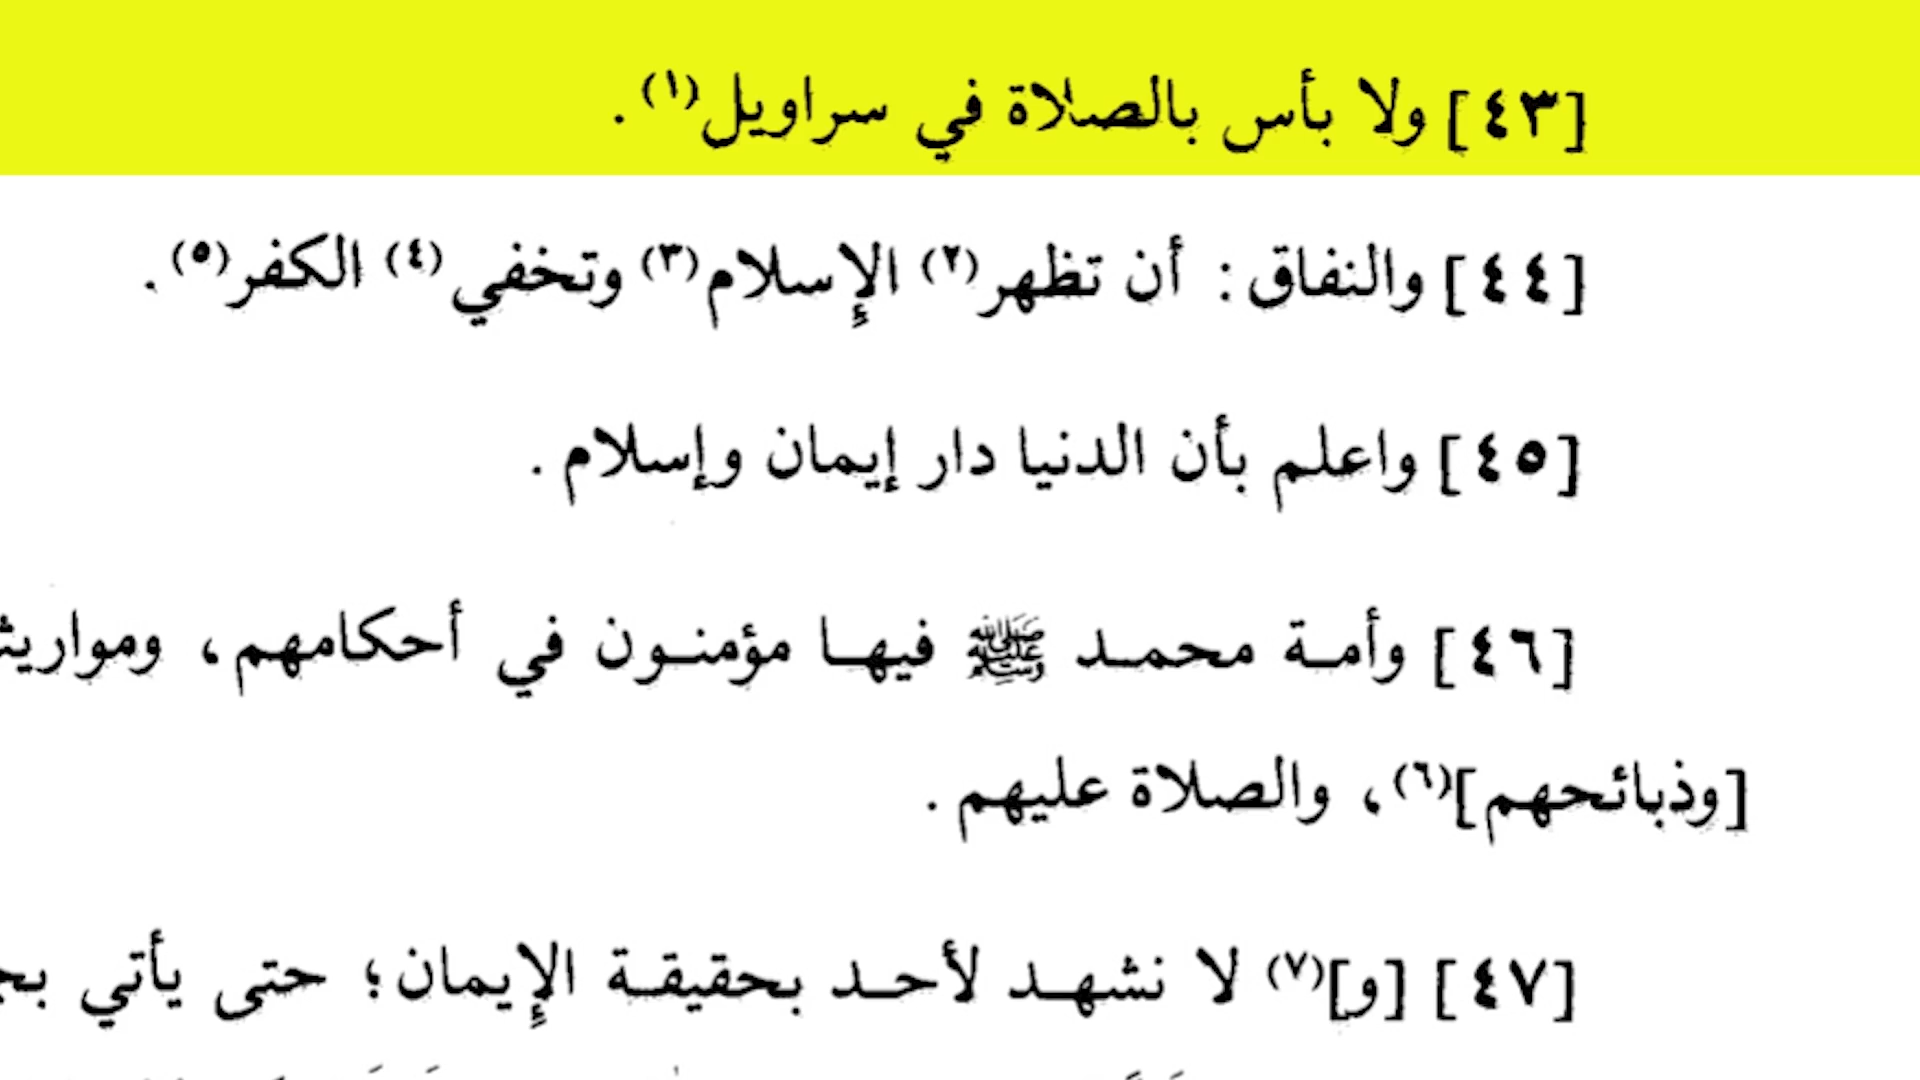 [٤٣] ولا بأس بالصلاة في سراويل(١).
[٤٤] والنفاق: أن تظهر(٢) الإسلام(٣) وتخفي(٤) الكفر(٥).
[٤٥] واعلم بأن الدنيا دار إيمان وإسلام.
[٤٦] وأمة محمد ﷺ فيها مؤمنون في أحكامهم،
[وذبائحهم](٦)، والصلاة عليهم.
[٤٧] [و](٧) لا نشهد لأحد بحقيقة الإيمان؛ حتى يأتي